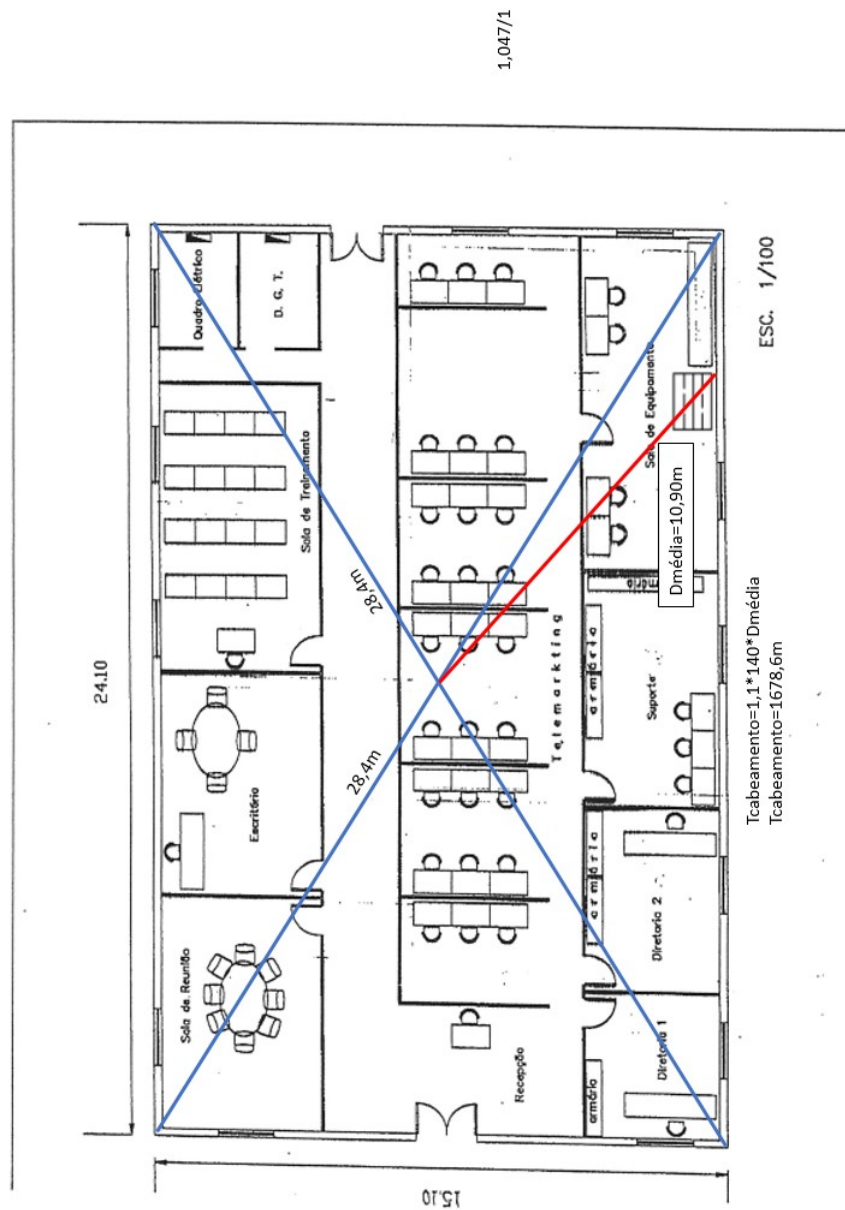 1,047/1
24.10
15.10
Quadro Elétrico
D. G. T.
Sala de Treinamento
Escritório
Sala de Reunião
28,4m
28,4m
Telemarkting
Recepção
Sala de Equipamento
Dmédia=10,90m
armário
armário
Suporte
armário
Diretoria 2
armário
Diretoria 1
ESC. 1/100
Tcabeamento=1,1*140*Dmédia
Tcabeamento=1678,6m